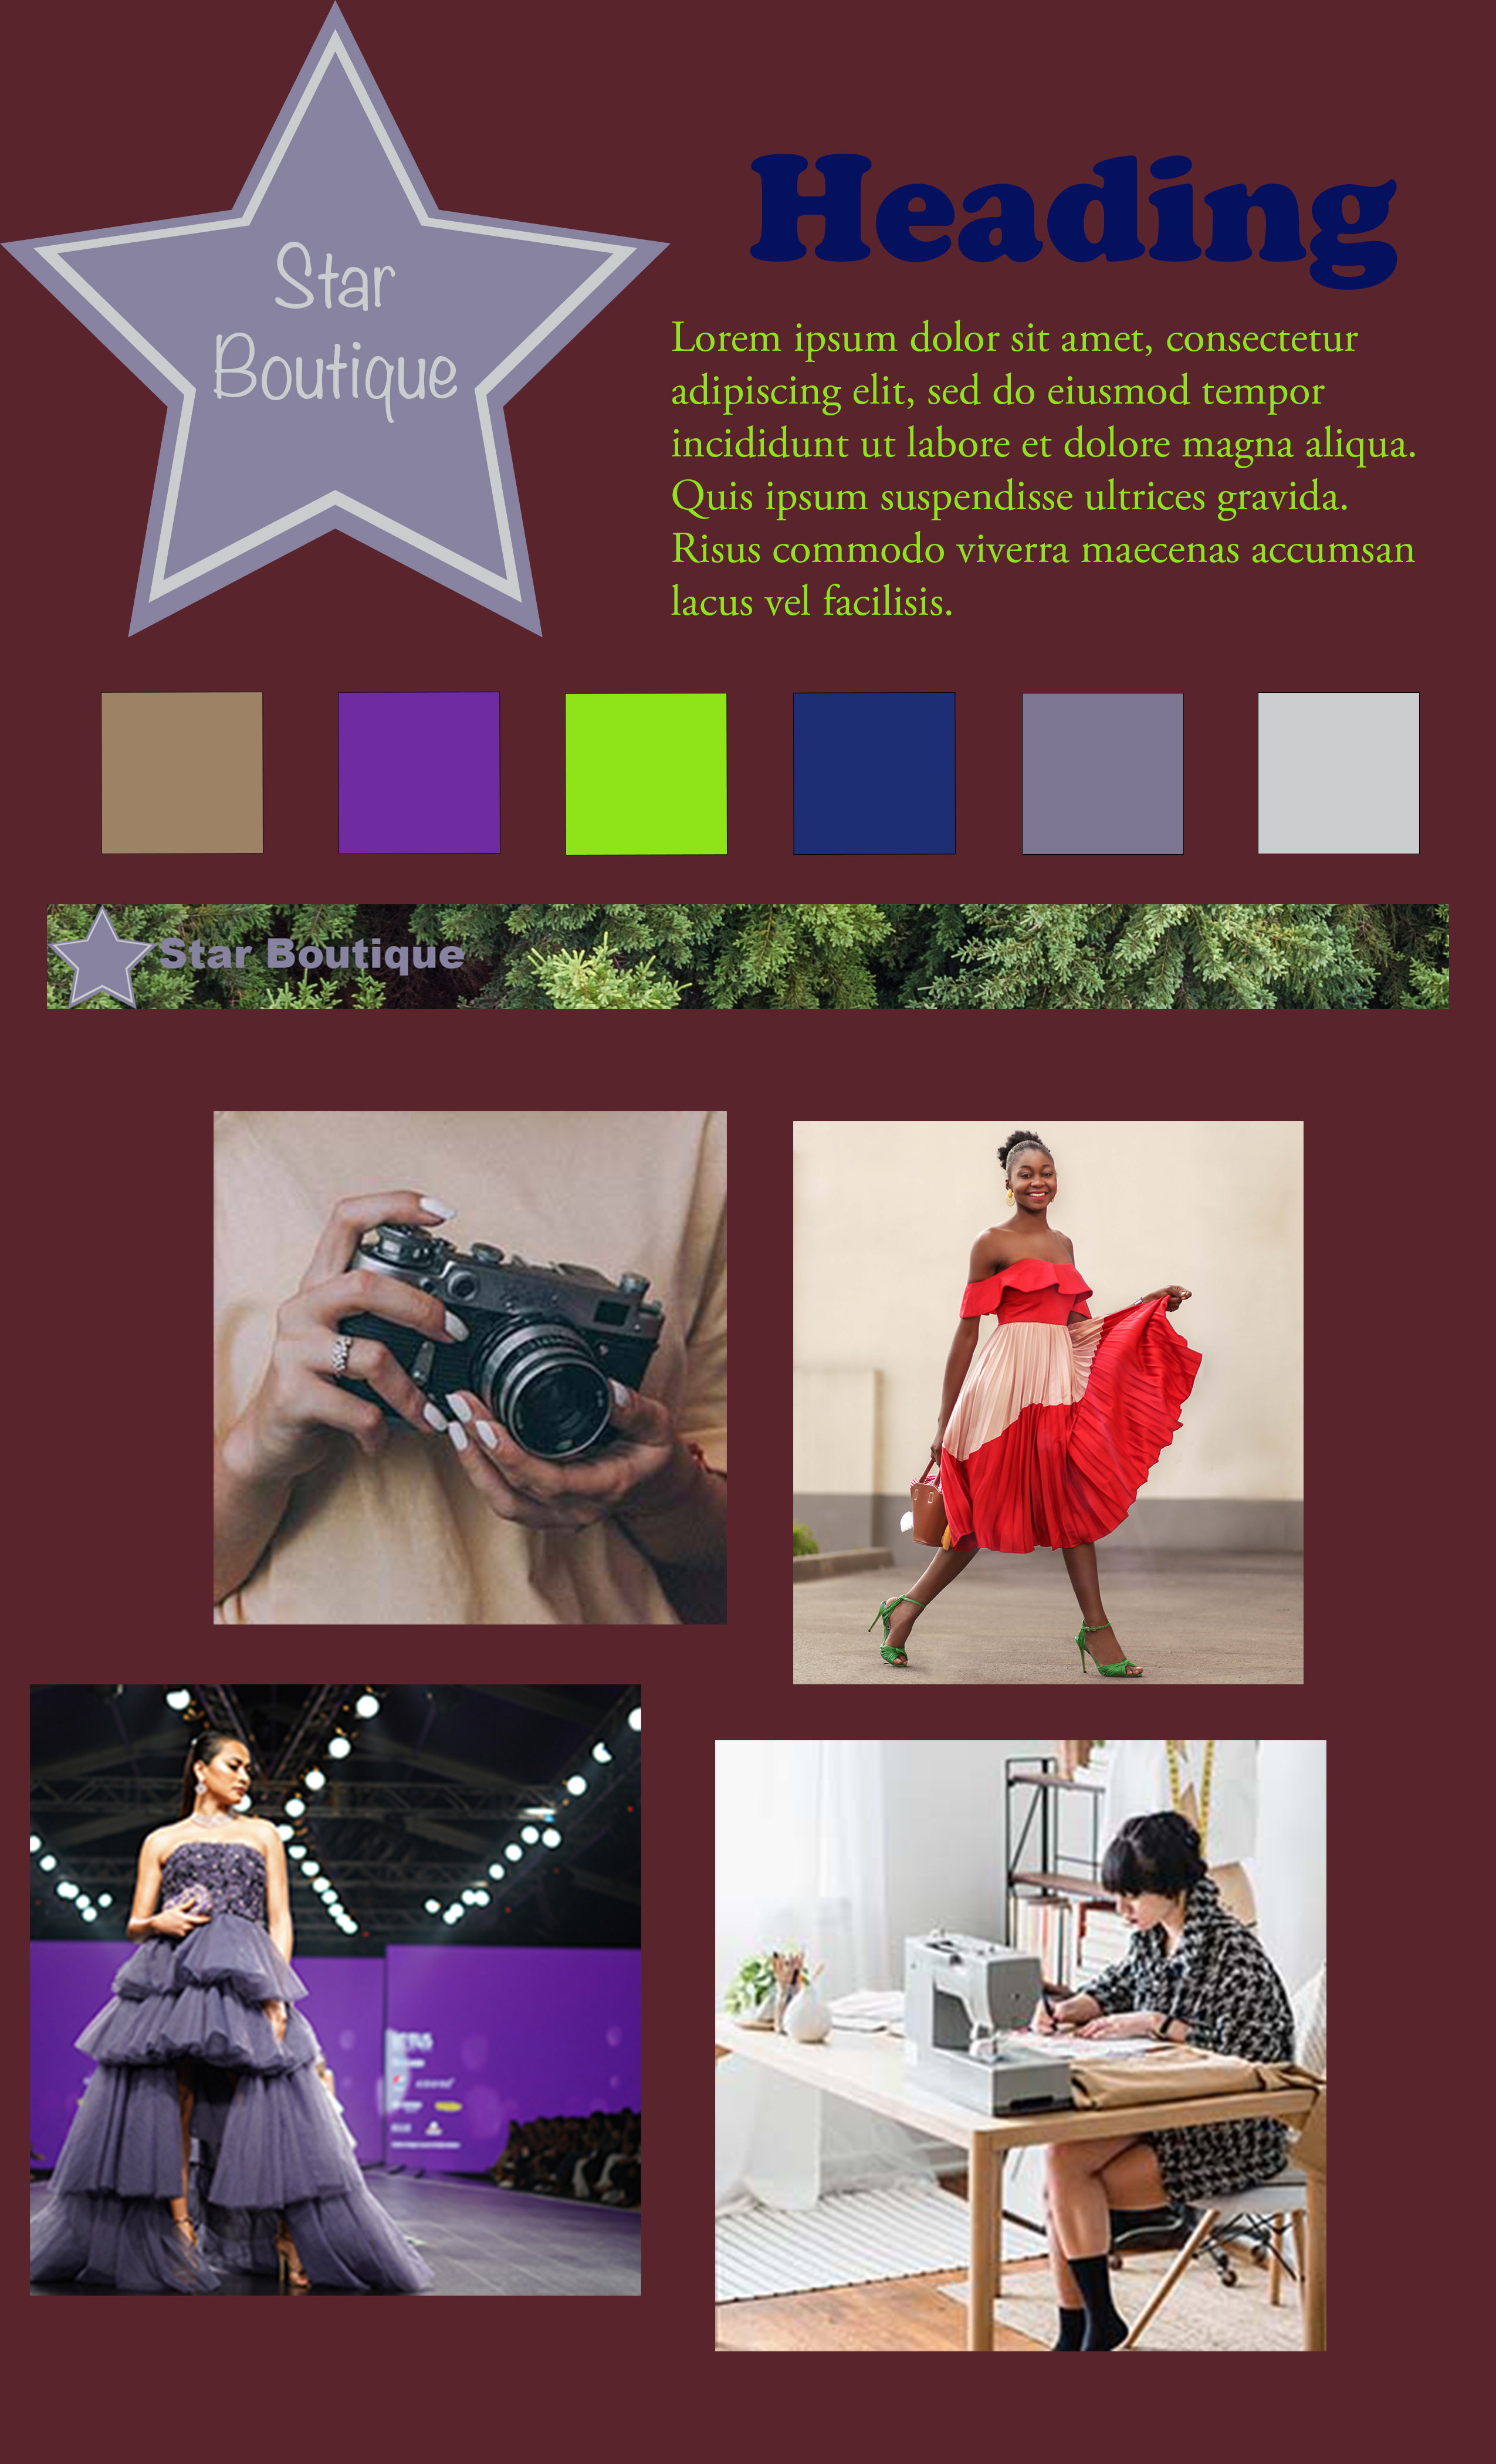 Star
Boutique
Heading
Lorem ipsum dolor sit amet, consectetur
adipiscing elit, sed do eiusmod tempor
incididunt ut labore et dolore magna aliqua.
Quis ipsum suspendisse ultrices gravida.
Risus commodo viverra maecenas accumsan
lacus vel facilisis.
Star Boutique